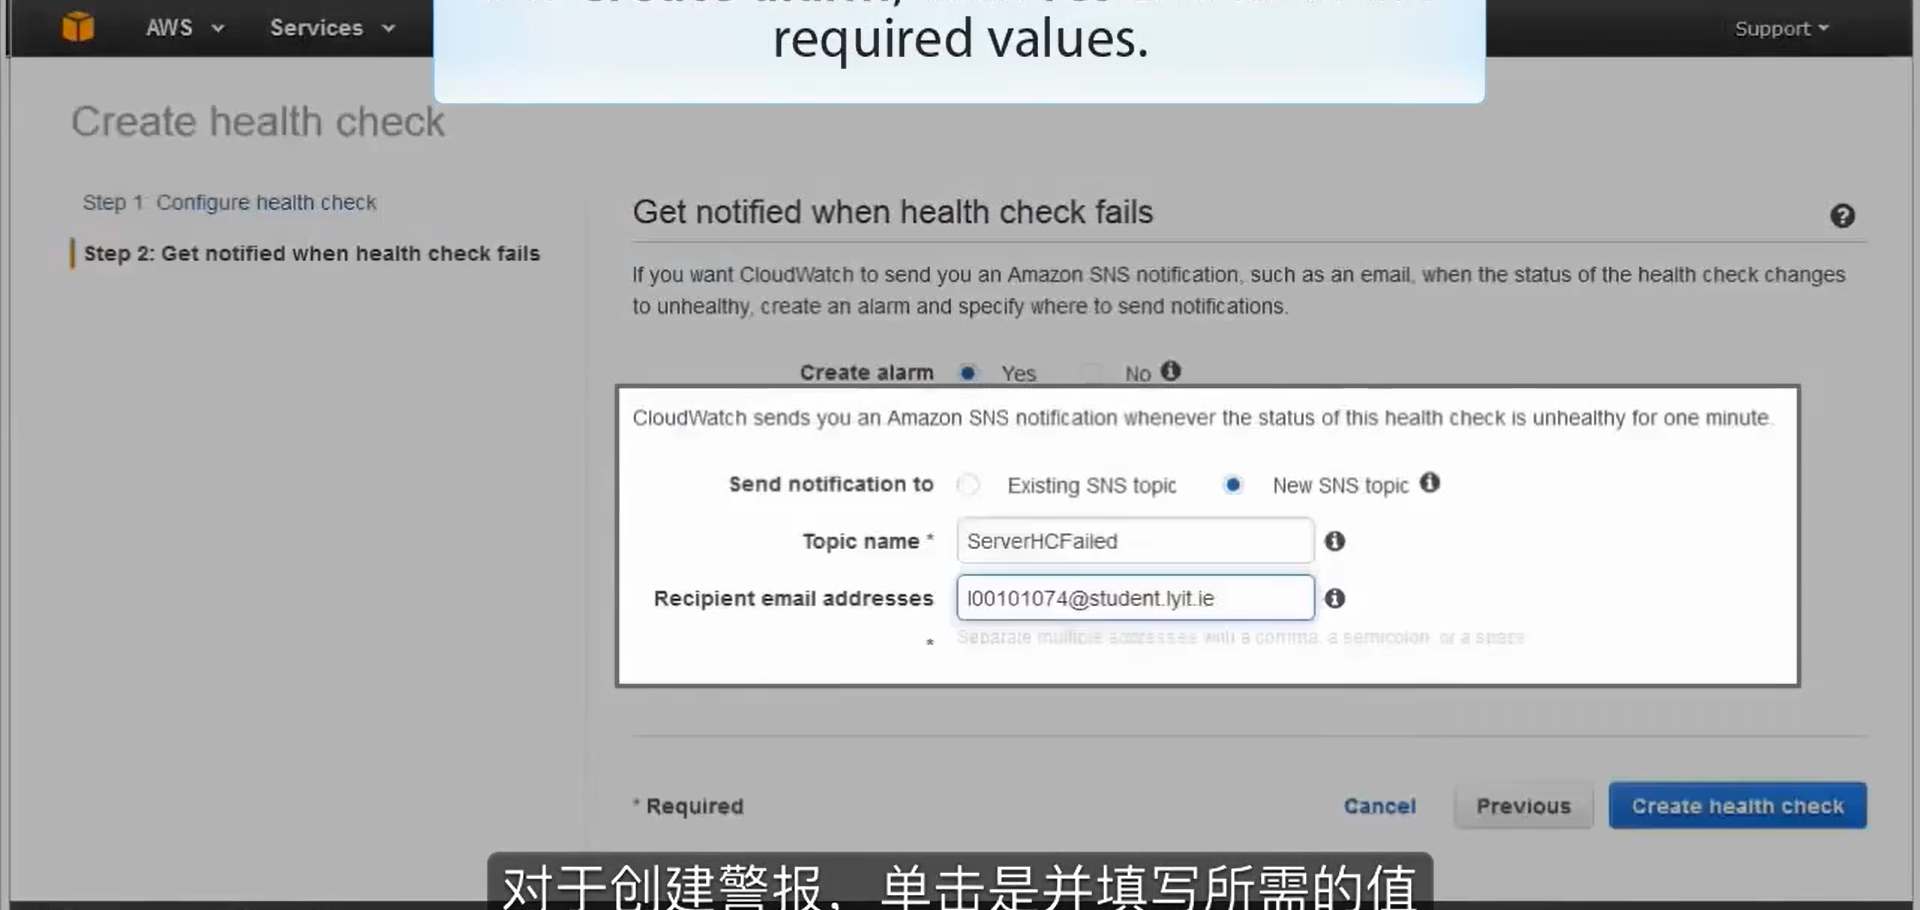 AWS Services Support
required values.
Create health check
Step 1: Configure health check
Step 2: Get notified when health check fails
Get notified when health check fails
If you want CloudWatch to send you an Amazon SNS notification, such as an email, when the status of the health check changes
to unhealthy, create an alarm and specify where to send notifications.
Create alarm Yes No
CloudWatch sends you an Amazon SNS notification whenever the status of this health check is unhealthy for one minute.
Send notification to Existing SNS topic New SNS topic
Topic name * ServerHCFailed
Recipient email addresses l00101074@student.lyit.ie
* Separate multiple addresses with a comma, a semicolon, or a space
* Required Cancel Previous Create health check
对于创建警报，单击是并填写所需的值